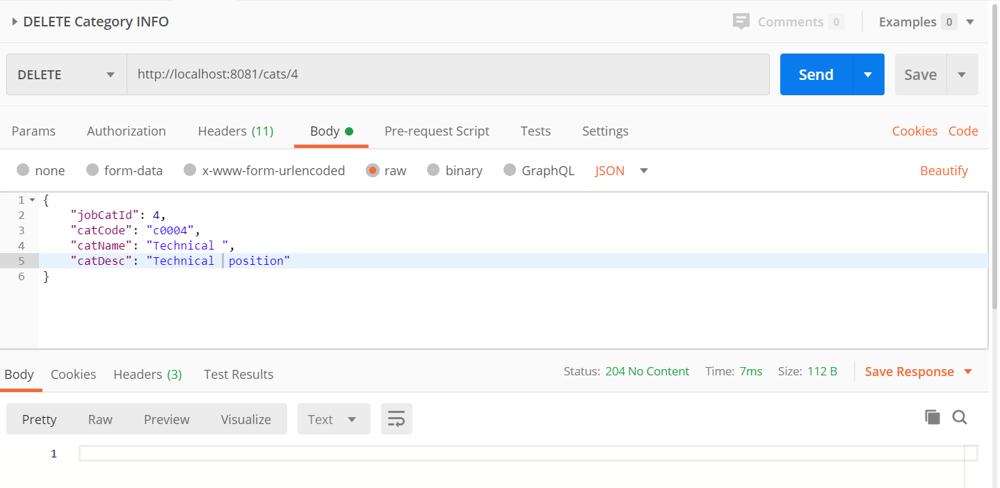 DELETE Category INFO Comments 0 Examples 0
DELETE http://localhost:8081/cats/4 Send Save
Params Authorization Headers (11) Body Pre-request Script Tests Settings Cookies Code
none form-data x-www-form-urlencoded raw binary GraphQL JSON Beautify
1 {
2 "jobCatId": 4,
3 "catCode": "c0004",
4 "catName": "Technical ",
5 "catDesc": "Technical  position"
6 }
Body Cookies Headers (3) Test Results Status: 204 No Content Time: 7ms Size: 112 B Save Response
Pretty Raw Preview Visualize Text
1